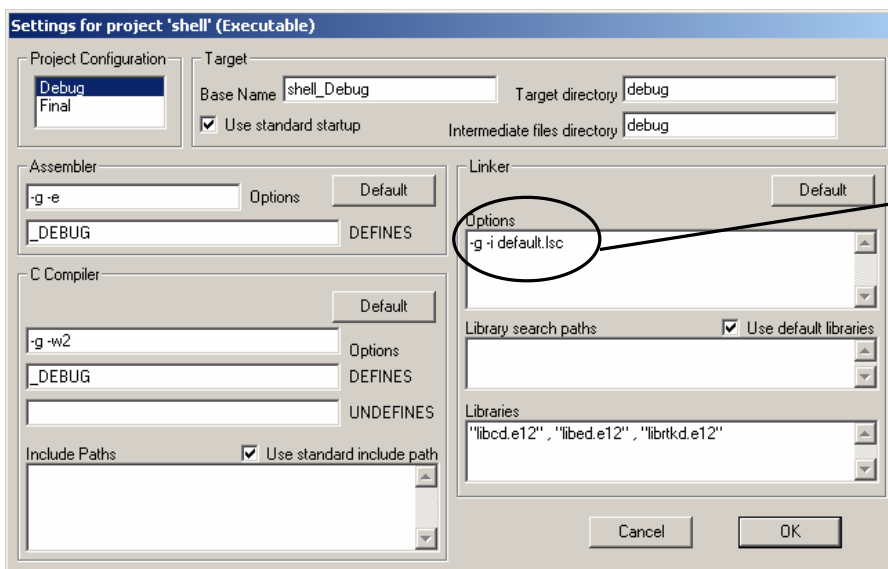 Settings for project 'shell' (Executable)
Project Configuration
Debug
Final
Target
Base Name shell_Debug
Target directory debug
Use standard startup
Intermediate files directory debug
Assembler
-g -e Options Default
_DEBUG DEFINES
C Compiler
Default
-g -w2 Options
_DEBUG DEFINES
UNDEFINES
Include Paths Use standard include path
Linker
Default
Options
-g -i default.lsc
Library search paths Use default libraries
Libraries
"libcd.e12" , "libed.e12" , "librtkd.e12"
Cancel OK